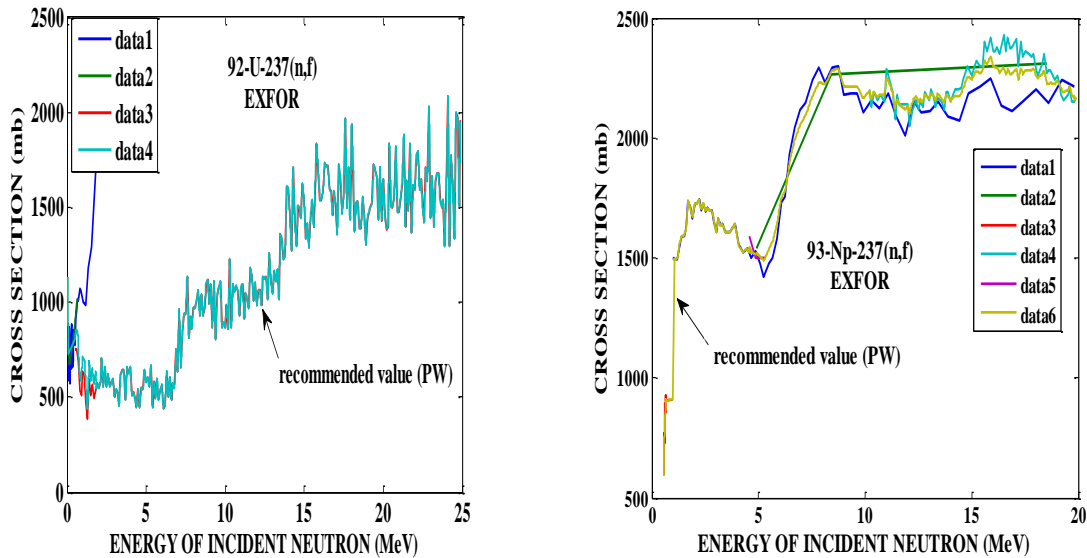 2500
2000
1500
1000
500
0
CROSS SECTION (mb)
data1
data2
data3
data4
92-U-237(n,f)
EXFOR
recommended value (PW)
0 5 10 15 20 25
ENERGY OF INCIDENT NEUTRON (MeV)
2500
2000
1500
1000
500
CROSS SECTION (mb)
data1
data2
data3
data4
data5
data6
93-Np-237(n,f)
EXFOR
recommended value (PW)
0 5 10 15 20
ENERGY OF INCIDENT NEUTRON (MeV)